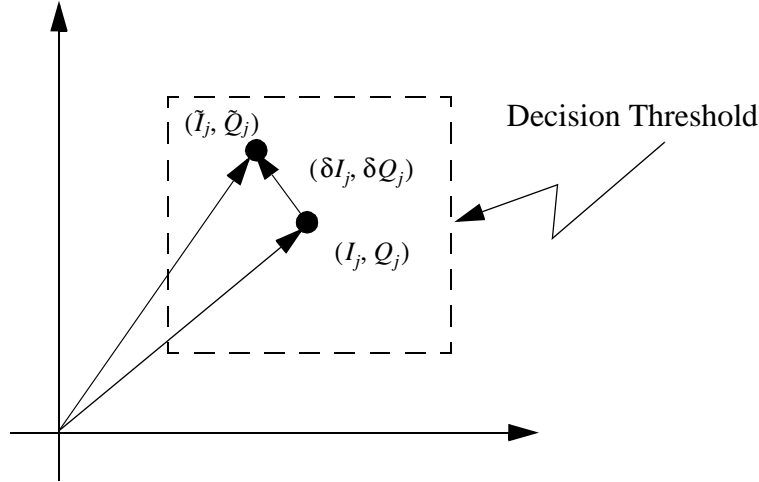 Decision Threshold
(Ĩⱼ, Q̃ⱼ)
(δIⱼ, δQⱼ)
(Iⱼ, Qⱼ)